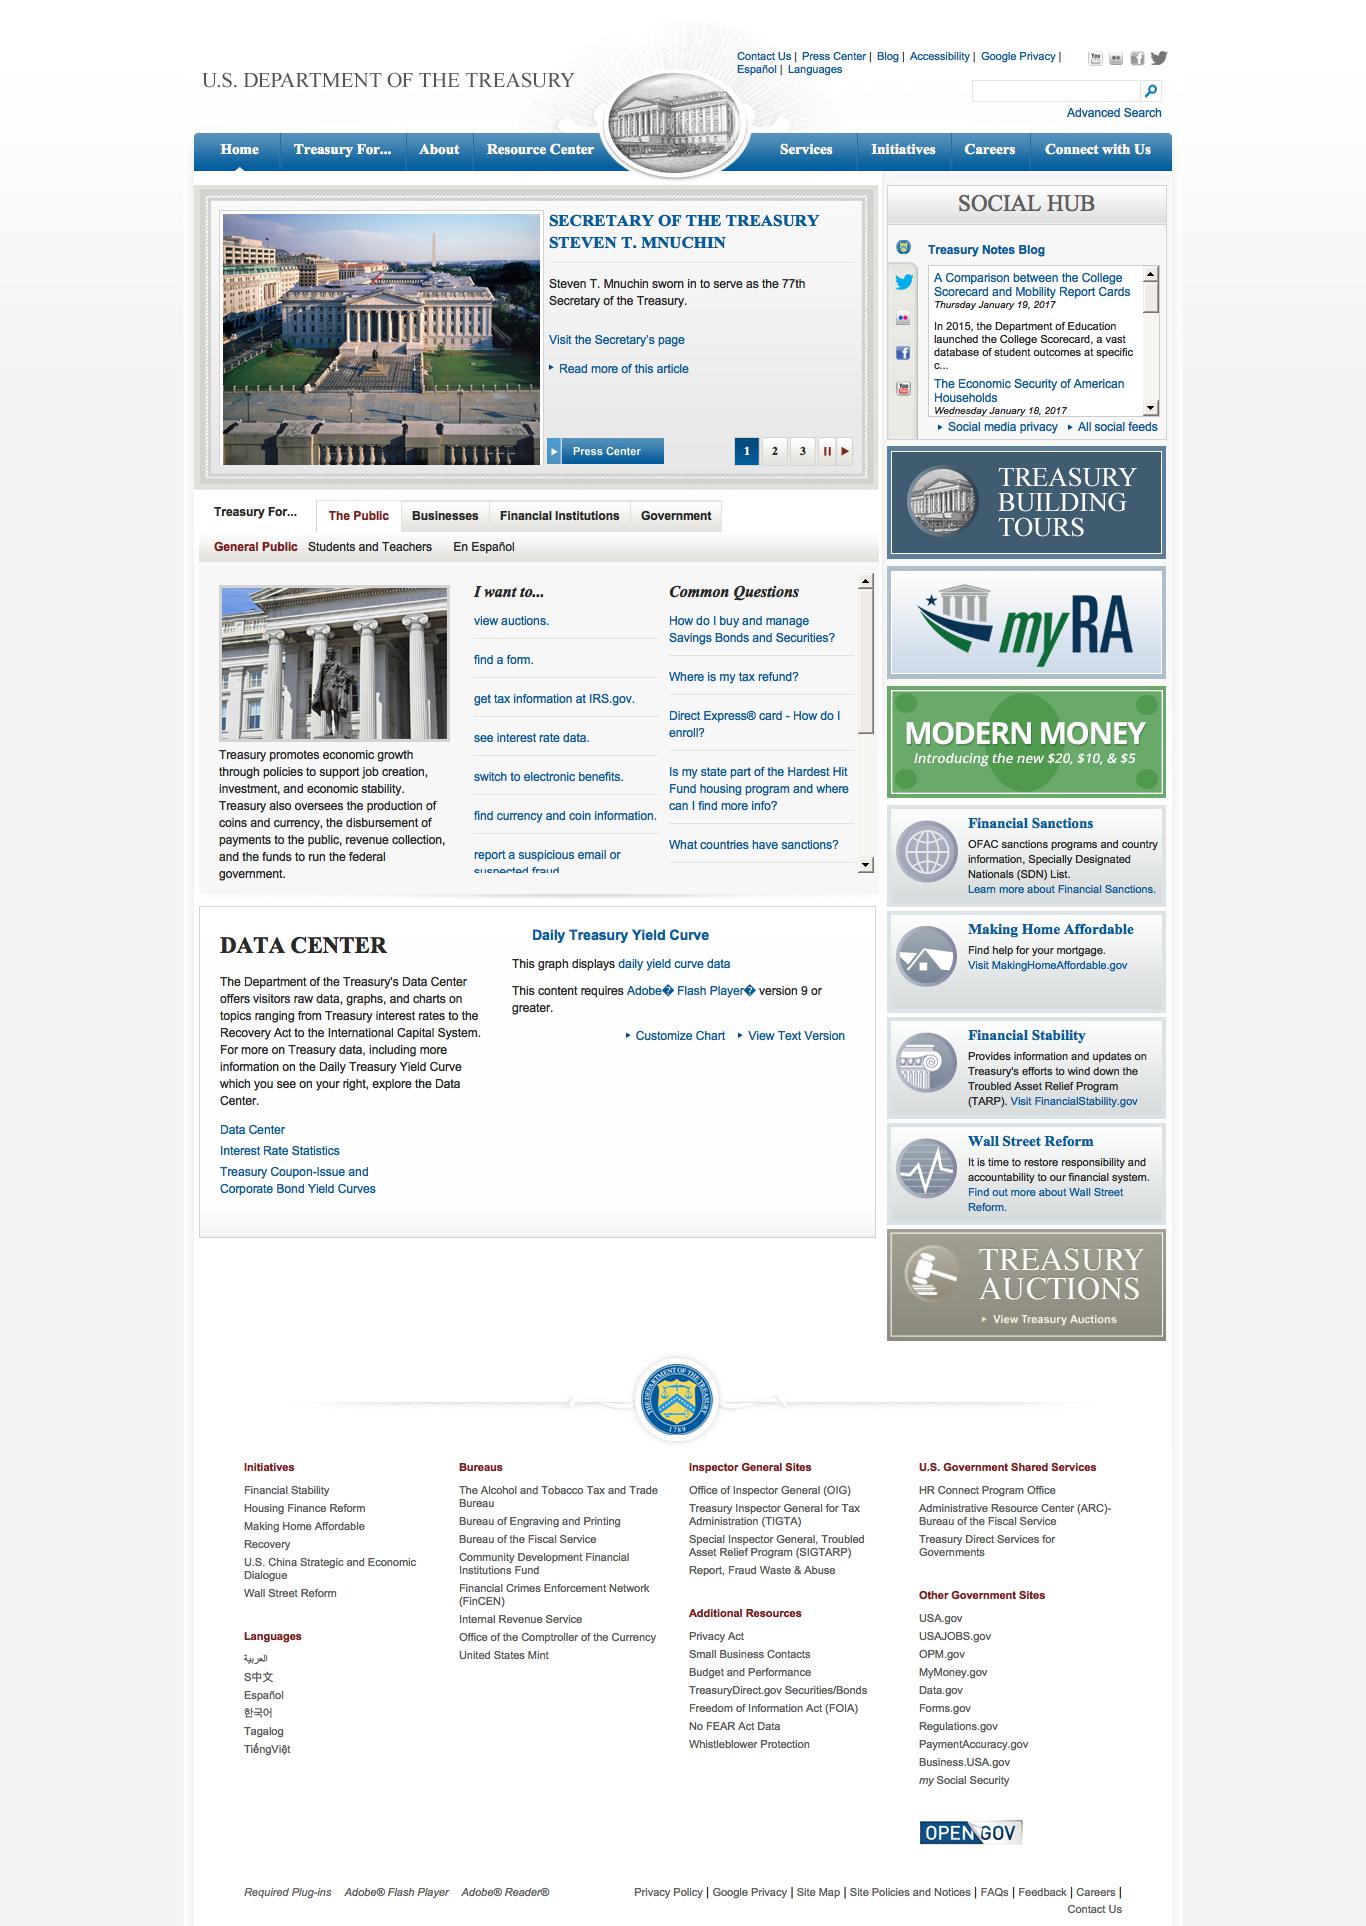 Contact Us | Press Center | Blog | Accessibility | Google Privacy |
Español | Languages
U.S. DEPARTMENT OF THE TREASURY
Advanced Search
Home
Treasury For...
About
Resource Center
Services
Initiatives
Careers
Connect with Us
SECRETARY OF THE TREASURY
STEVEN T. MNUCHIN
Steven T. Mnuchin sworn in to serve as the 77th
Secretary of the Treasury.
Visit the Secretary's page
Read more of this article
Press Center
1 2 3
SOCIAL HUB
Treasury Notes Blog
A Comparison between the College
Scorecard and Mobility Report Cards
Thursday January 19, 2017
In 2015, the Department of Education
launched the College Scorecard, a vast
database of student outcomes at specific
c...
The Economic Security of American
Households
Wednesday January 18, 2017
Social media privacy
All social feeds
TREASURY
BUILDING
TOURS
myRA
MODERN MONEY
Introducing the new $20, $10, & $5
Treasury For...
The Public
Businesses
Financial Institutions
Government
General Public
Students and Teachers
En Español
Treasury promotes economic growth
through policies to support job creation,
investment, and economic stability.
Treasury also oversees the production of
coins and currency, the disbursement of
payments to the public, revenue collection,
and the funds to run the federal
government.
I want to...
view auctions.
find a form.
get tax information at IRS.gov.
see interest rate data.
switch to electronic benefits.
find currency and coin information.
report a suspicious email or
suspected fraud
Common Questions
How do I buy and manage
Savings Bonds and Securities?
Where is my tax refund?
Direct Express® card - How do I
enroll?
Is my state part of the Hardest Hit
Fund housing program and where
can I find more info?
What countries have sanctions?
Financial Sanctions
OFAC sanctions programs and country
information, Specially Designated
Nationals (SDN) List.
Learn more about Financial Sanctions.
Making Home Affordable
Find help for your mortgage.
Visit MakingHomeAffordable.gov
Financial Stability
Provides information and updates on
Treasury's efforts to wind down the
Troubled Asset Relief Program
(TARP). Visit FinancialStability.gov
Wall Street Reform
It is time to restore responsibility and
accountability to our financial system.
Find out more about Wall Street
Reform.
TREASURY
AUCTIONS
View Treasury Auctions
DATA CENTER
The Department of the Treasury's Data Center
offers visitors raw data, graphs, and charts on
topics ranging from Treasury interest rates to the
Recovery Act to the International Capital System.
For more on Treasury data, including more
information on the Daily Treasury Yield Curve
which you see on your right, explore the Data
Center.
Data Center
Interest Rate Statistics
Treasury Coupon-Issue and
Corporate Bond Yield Curves
Daily Treasury Yield Curve
This graph displays daily yield curve data
This content requires Adobe� Flash Player� version 9 or
greater.
Customize Chart
View Text Version
THE DEPARTMENT OF THE TREASURY
1789
Initiatives
Financial Stability
Housing Finance Reform
Making Home Affordable
Recovery
U.S. China Strategic and Economic
Dialogue
Wall Street Reform
Languages
العربية
S中文
Español
한국어
Tagalog
TiếngViệt
Bureaus
The Alcohol and Tobacco Tax and Trade
Bureau
Bureau of Engraving and Printing
Bureau of the Fiscal Service
Community Development Financial
Institutions Fund
Financial Crimes Enforcement Network
(FinCEN)
Internal Revenue Service
Office of the Comptroller of the Currency
United States Mint
Inspector General Sites
Office of Inspector General (OIG)
Treasury Inspector General for Tax
Administration (TIGTA)
Special Inspector General, Troubled
Asset Relief Program (SIGTARP)
Report, Fraud Waste & Abuse
Additional Resources
Privacy Act
Small Business Contacts
Budget and Performance
TreasuryDirect.gov Securities/Bonds
Freedom of Information Act (FOIA)
No FEAR Act Data
Whistleblower Protection
U.S. Government Shared Services
HR Connect Program Office
Administrative Resource Center (ARC)-
Bureau of the Fiscal Service
Treasury Direct Services for
Governments
Other Government Sites
USA.gov
USAJOBS.gov
OPM.gov
MyMoney.gov
Data.gov
Forms.gov
Regulations.gov
PaymentAccuracy.gov
Business.USA.gov
my Social Security
OPEN GOV
Required Plug-ins
Adobe® Flash Player
Adobe® Reader®
Privacy Policy | Google Privacy | Site Map | Site Policies and Notices | FAQs | Feedback | Careers |
Contact Us